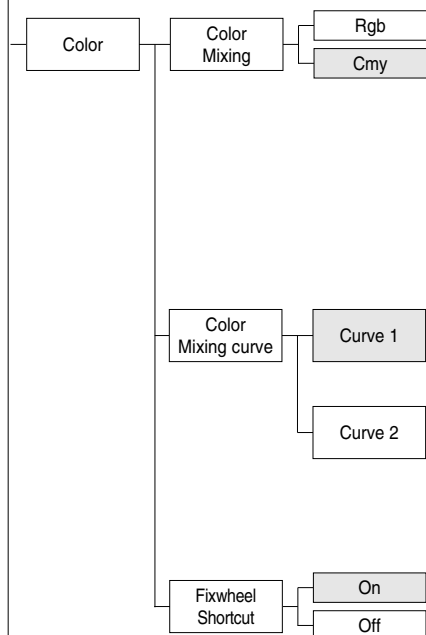 Color
Color
Mixing
Rgb
Cmy
Color
Mixing curve
Curve 1
Curve 2
Fixwheel
Shortcut
On
Off